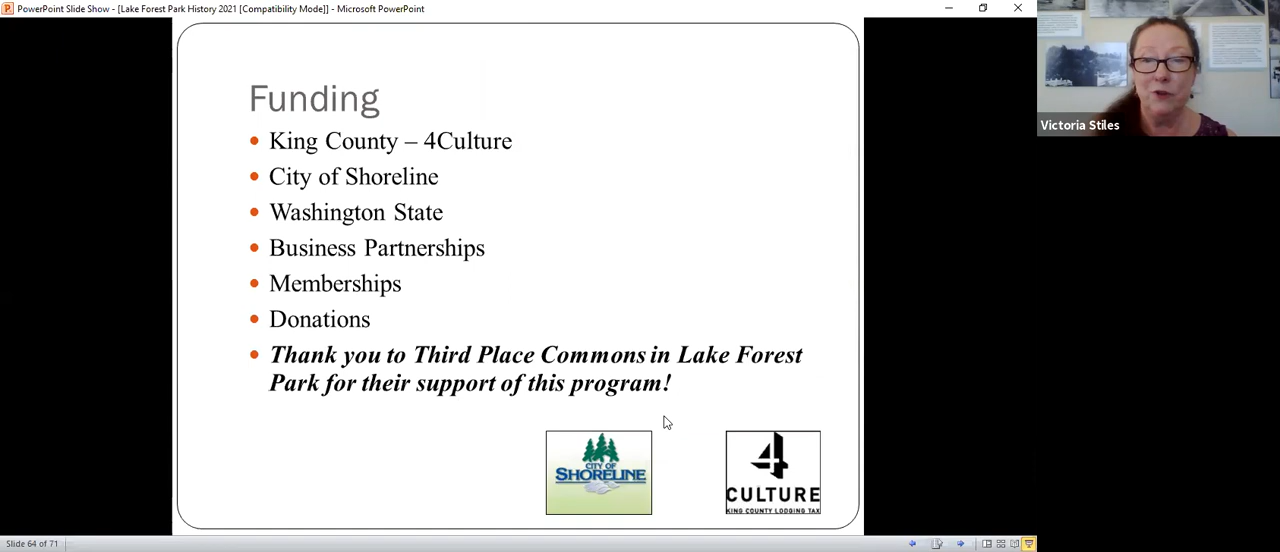 PowerPoint Slide Show - [Lake Forest Park History 2021 [Compatibility Mode]] - Microsoft PowerPoint
Funding
• King County – 4Culture
• City of Shoreline
• Washington State
• Business Partnerships
• Memberships
• Donations
• Thank you to Third Place Commons in Lake Forest
Park for their support of this program!
CITY OF
SHORELINE
4
CULTURE
KING COUNTY LODGING TAX
Victoria Stiles
Slide 64 of 71